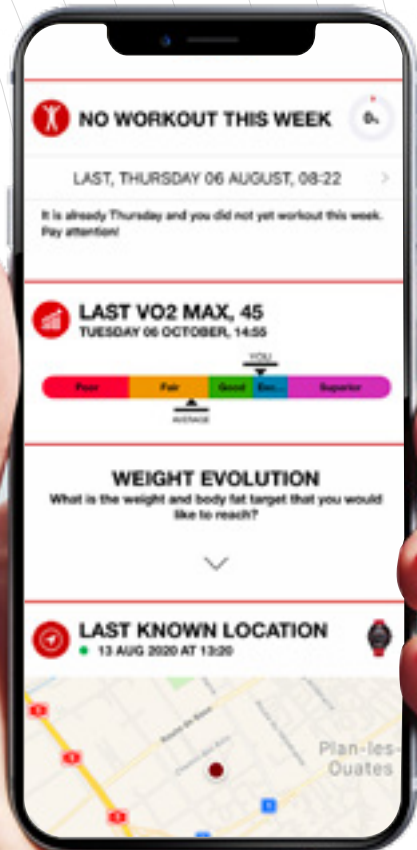 NO WORKOUT THIS WEEK
0%
LAST, THURSDAY 06 AUGUST, 08:22
It is already Thursday and you did not yet workout this week.
Pay attention!
LAST VO2 MAX, 45
TUESDAY 06 OCTOBER, 14:55
YOU
Poor Fair Good Exc... Superior
AVERAGE
WEIGHT EVOLUTION
What is the weight and body fat target that you would
like to reach?
LAST KNOWN LOCATION
13 AUG 2020 AT 13:20
Plan-les-
Ouates